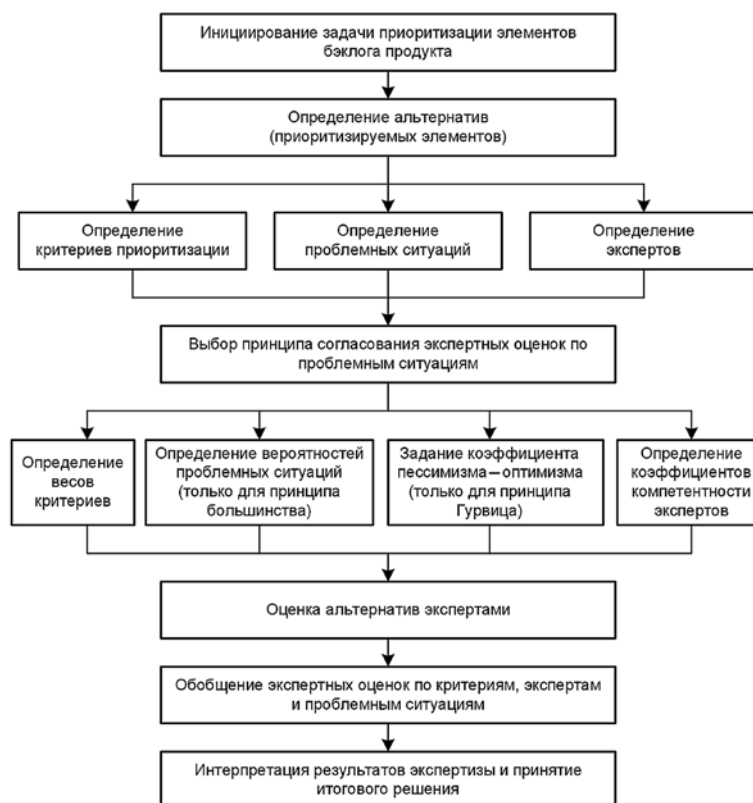 Инициирование задачи приоритизации элементов
бэклога продукта
Определение альтернатив
(приоритизируемых элементов)
Определение
критериев приоритизации
Определение
проблемных ситуаций
Определение
экспертов
Выбор принципа согласования экспертных оценок по
проблемным ситуациям
Определение
весов
критериев
Определение вероятностей
проблемных ситуаций
(только для принципа
большинства)
Задание коэффициента
пессимизма—оптимизма
(только для принципа
Гурвица)
Определение
коэффициентов
компетентности
экспертов
Оценка альтернатив экспертами
Обобщение экспертных оценок по критериям, экспертам
и проблемным ситуациям
Интерпретация результатов экспертизы и принятие
итогового решения